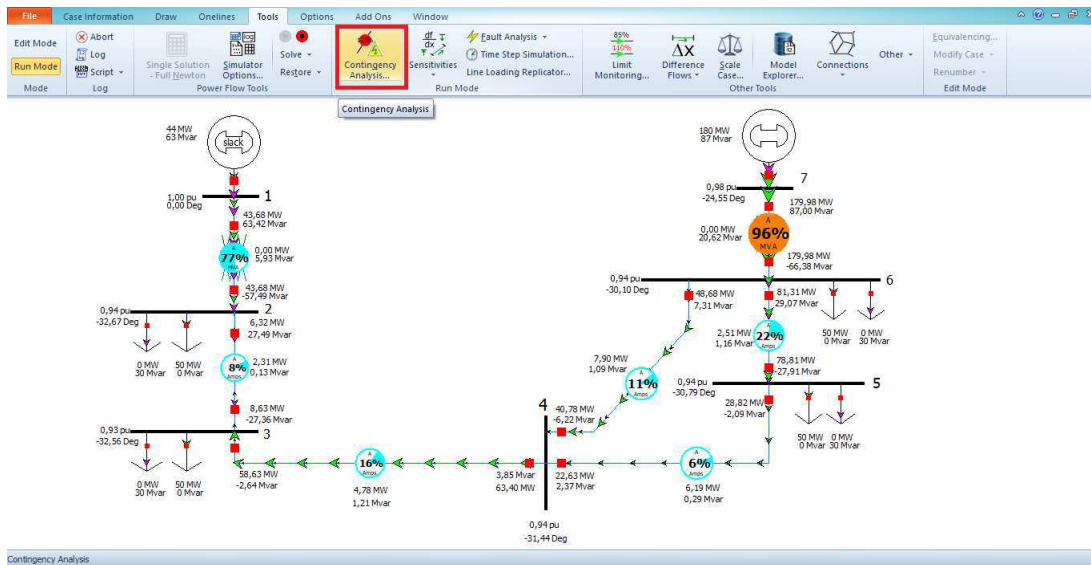 File Case Information Draw Onelines Tools Options Add Ons Window
Edit Mode
Run Mode
Mode
Abort
Log
Script
Log
Single Solution
- Full Newton
Simulator
Options...
Solve
Restore
Power Flow Tools
Contingency
Analysis...
Sensitivities
Fault Analysis
Time Step Simulation...
Line Loading Replicator...
Run Mode
85%
110%
Limit
Monitoring...
ΔX
Difference
Flows
Scale
Case...
Model
Explorer...
Connections
Other
Other Tools
Equivalencing...
Modify Case
Renumber
Edit Mode
Contingency Analysis
44 MW
63 Mvar
slack
1,00 pu
0,00 Deg
1
43,68 MW
63,42 Mvar
A
77%
MVA
0,00 MW
5,93 Mvar
43,68 MW
-57,49 Mvar
0,94 pu
-32,67 Deg
2
6,32 MW
27,49 Mvar
0 MW
30 Mvar
50 MW
0 Mvar
A
8%
Amps
2,31 MW
0,13 Mvar
8,63 MW
-27,36 Mvar
0,93 pu
-32,56 Deg
3
0 MW
30 Mvar
50 MW
0 Mvar
58,63 MW
-2,64 Mvar
A
16%
Amps
4,78 MW
1,21 Mvar
4
3,85 Mvar
63,40 MW
22,63 MW
2,37 Mvar
0,94 pu
-31,44 Deg
40,78 MW
-6,22 Mvar
7,90 MW
1,09 Mvar
A
11%
Amps
48,68 MW
7,31 Mvar
180 MW
87 Mvar
0,98 pu
-24,55 Deg
7
179,98 MW
87,00 Mvar
0,00 MW
20,62 Mvar
A
96%
MVA
179,98 MW
-66,38 Mvar
0,94 pu
-30,10 Deg
6
81,31 MW
29,07 Mvar
50 MW
0 Mvar
0 MW
30 Mvar
2,51 MW
1,16 Mvar
A
22%
Amps
78,81 MW
-27,91 Mvar
0,94 pu
-30,79 Deg
5
28,82 MW
-2,09 Mvar
50 MW
0 Mvar
0 MW
30 Mvar
A
6%
Amps
6,19 MW
0,29 Mvar
Contingency Analysis